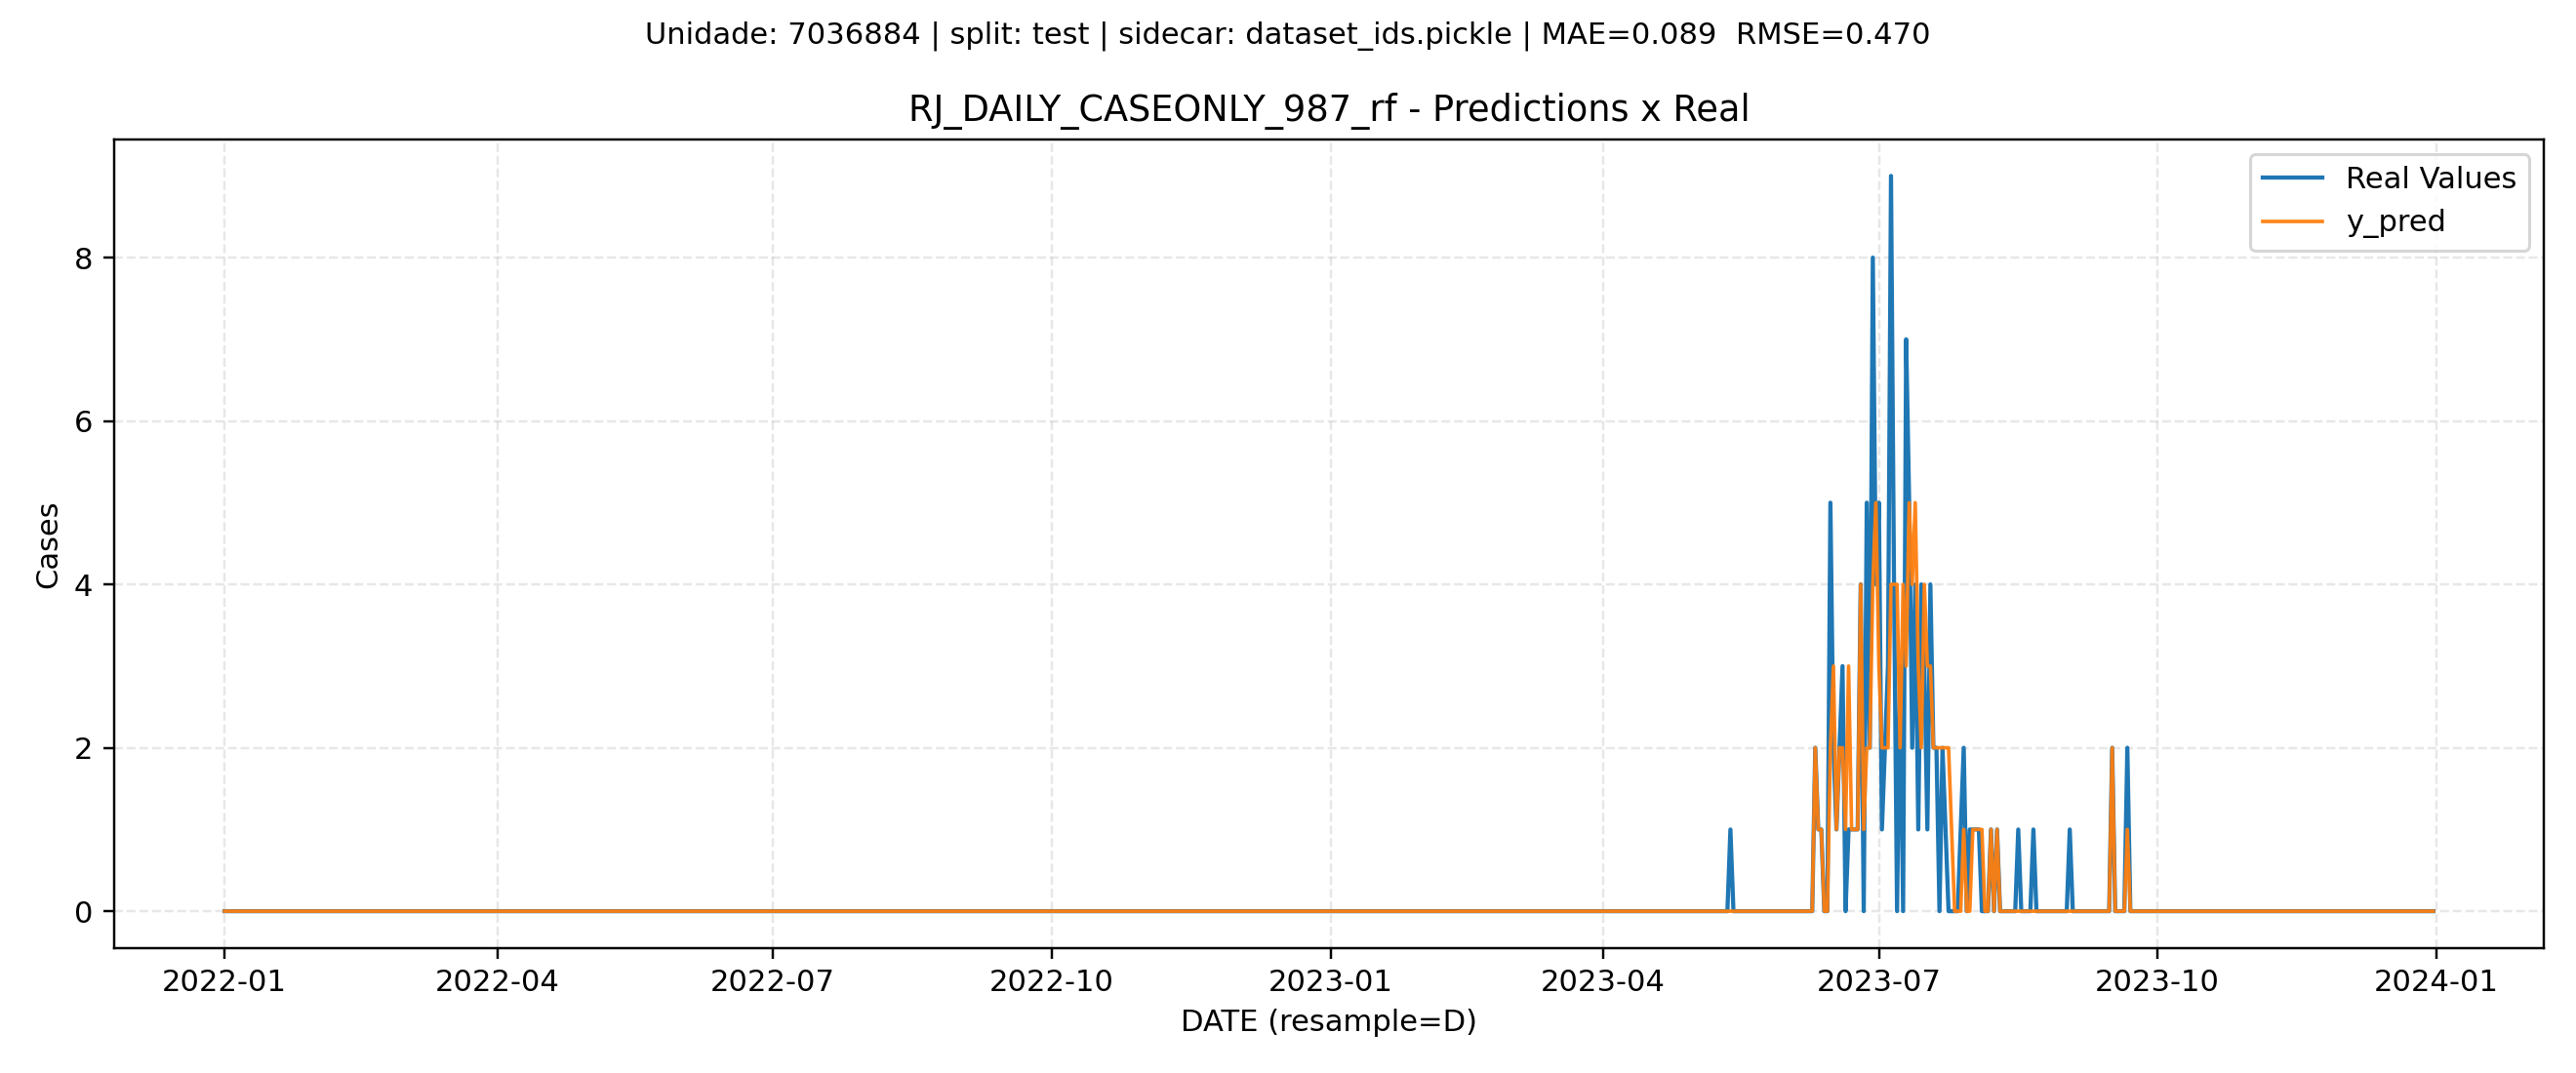 Unidade: 7036884 | split: test | sidecar: dataset_ids.pickle | MAE=0.089  RMSE=0.470
RJ_DAILY_CASEONLY_987_rf - Predictions x Real
Real Values
y_pred
8
6
4
2
0
Cases
2022-01 2022-04 2022-07 2022-10 2023-01 2023-04 2023-07 2023-10 2024-01
DATE (resample=D)